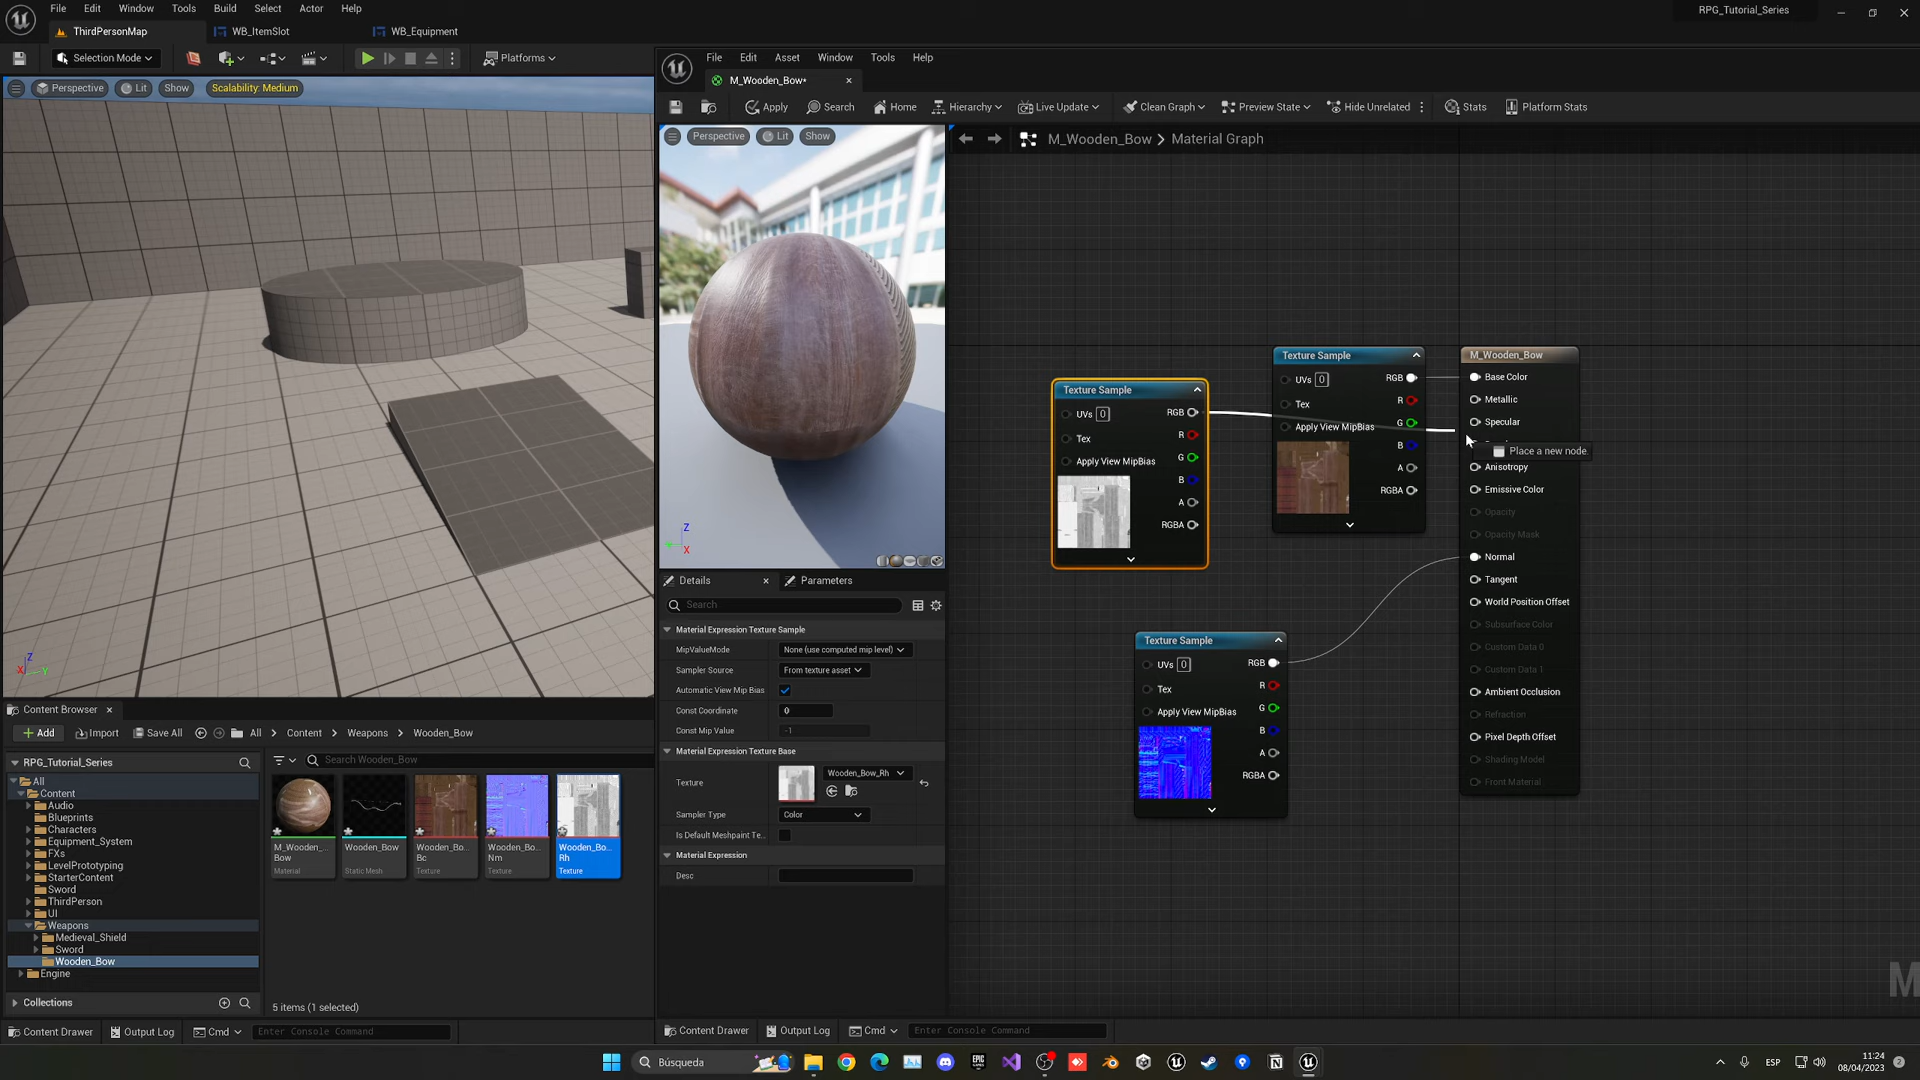 File Edit Window Tools Build Select Actor Help
RPG_Tutorial_Series
ThirdPersonMap
WB_ItemSlot
WB_Equipment
Selection Mode
Platforms
Perspective Lit Show Scalability: Medium
File Edit Asset Window Tools Help
M_Wooden_Bow*
Apply Search Home Hierarchy Live Update Clean Graph Preview State Hide Unrelated Stats Platform Stats
Perspective Lit Show
M_Wooden_Bow > Material Graph
Texture Sample
UVs 0 RGB
Tex R
Apply View MipBias G
B
A
RGBA
Texture Sample
UVs 0 RGB
Tex R
Apply View MipBias G
B
A
RGBA
Texture Sample
UVs 0 RGB
Tex R
Apply View MipBias G
B
A
RGBA
M_Wooden_Bow
Base Color
Metallic
Specular
Place a new node.
Anisotropy
Emissive Color
Opacity
Opacity Mask
Normal
Tangent
World Position Offset
Subsurface Color
Custom Data 0
Custom Data 1
Ambient Occlusion
Refraction
Pixel Depth Offset
Shading Model
Front Material
M
Z
X
Z
X Y
Details Parameters
Search
Material Expression Texture Sample
MipValueMode None (use computed mip level)
Sampler Source From texture asset
Automatic View Mip Bias
Const Coordinate 0
Const Mip Value -1
Material Expression Texture Base
Texture Wooden_Bow_Rh
Sampler Type Color
Is Default Meshpaint Te..
Material Expression
Desc
Content Browser
Add Import Save All All > Content > Weapons > Wooden_Bow
RPG_Tutorial_Series
Search Wooden_Bow
All
Content
Audio
Blueprints
Characters
Equipment_System
FXs
LevelPrototyping
StarterContent
Sword
ThirdPerson
UI
Weapons
Medieval_Shield
Sword
Wooden_Bow
Engine
Collections
M_Wooden_..
Bow
Material
Wooden_Bow
Static Mesh
Wooden_Bo..
Bc
Texture
Wooden_Bo..
Nm
Texture
Wooden_Bo..
Rh
Texture
5 items (1 selected)
Content Drawer Output Log Cmd Enter Console Command
Content Drawer Output Log Cmd Enter Console Command
Búsqueda
EPIC GAMES
ESP
11:24
08/04/2023
2